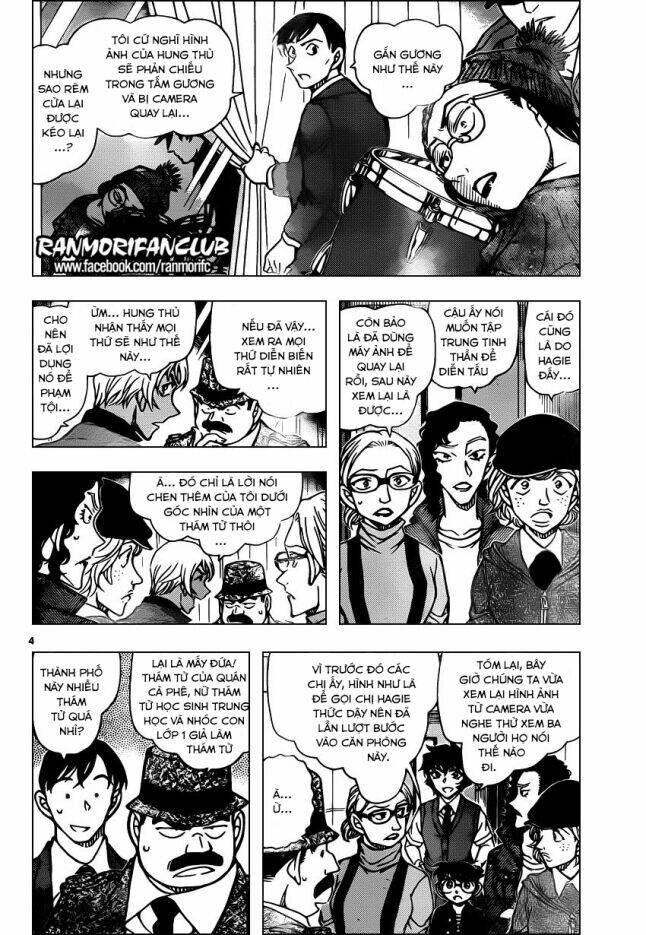 GẮN GƯƠNG
NHƯ THẾ NÀY
...
TÔI CỨ NGHĨ HÌNH
ẢNH CỦA HUNG THỦ
SẼ PHẢN CHIẾU
TRONG TẤM GƯƠNG
VÀ BỊ CAMERA
QUAY LẠI...
NHƯNG
SAO RÈM
CỬA LẠI
ĐƯỢC
KÉO LẠI
...?
RANMORIFANCLUB
www.facebook.com/ranmorifc
CÁI ĐÓ
CŨNG
LÀ DO
HAGIE
ĐẤY...
CẬU ẤY NÓI
MUỐN TẬP
TRUNG TINH
THẦN ĐỂ
DIỄN TẤU
CÒN BẢO
LÀ ĐÃ DÙNG
MÁY ẢNH ĐỂ
QUAY LẠI
RỒI, SAU NÀY
XEM LẠI LÀ
ĐƯỢC...
NẾU ĐÃ VẬY...
XEM RA MỌI
THỨ DIỄN BIẾN
RẤT TỰ NHIÊN
...
ỪM... HUNG THỦ
NHẬN THẤY MỌI
THỨ SẼ NHƯ THẾ
NÀY...
CHO
NÊN
ĐÃ LỢI
DỤNG
NÓ ĐỂ
PHẠM
TỘI...
À... ĐÓ CHỈ LÀ LỜI NÓI
CHEN THÊM CỦA TÔI DƯỚI
GÓC NHÌN CỦA MỘT
THÁM TỬ THÔI
...
4
TÓM LẠI, BÂY
GIỜ CHÚNG TA VỪA
XEM LẠI HÌNH ẢNH
TỪ CAMERA VỪA
NGHE THỬ XEM BA
NGƯỜI HỌ NÓI
THẾ NÀO
ĐI.
VÌ TRƯỚC ĐÓ CÁC
CHỊ ẤY, HÌNH NHƯ LÀ
ĐỂ GỌI CHỊ HAGIE
THỨC DẬY NÊN ĐÃ
LẦN LƯỢT BƯỚC
VÀO CĂN PHÒNG
NÀY.
À...
Ừ...
LẠI LÀ MẤY ĐỨA!
THÁM TỬ CỦA QUÁN
CÀ PHÊ, NỮ THÁM
TỬ HỌC SINH TRUNG
HỌC VÀ NHÓC CON
LỚP 1 GIẢ LÀM
THÁM TỬ
THÀNH PHỐ
NÀY NHIỀU
THÁM
TỬ QUÁ
NHỈ?